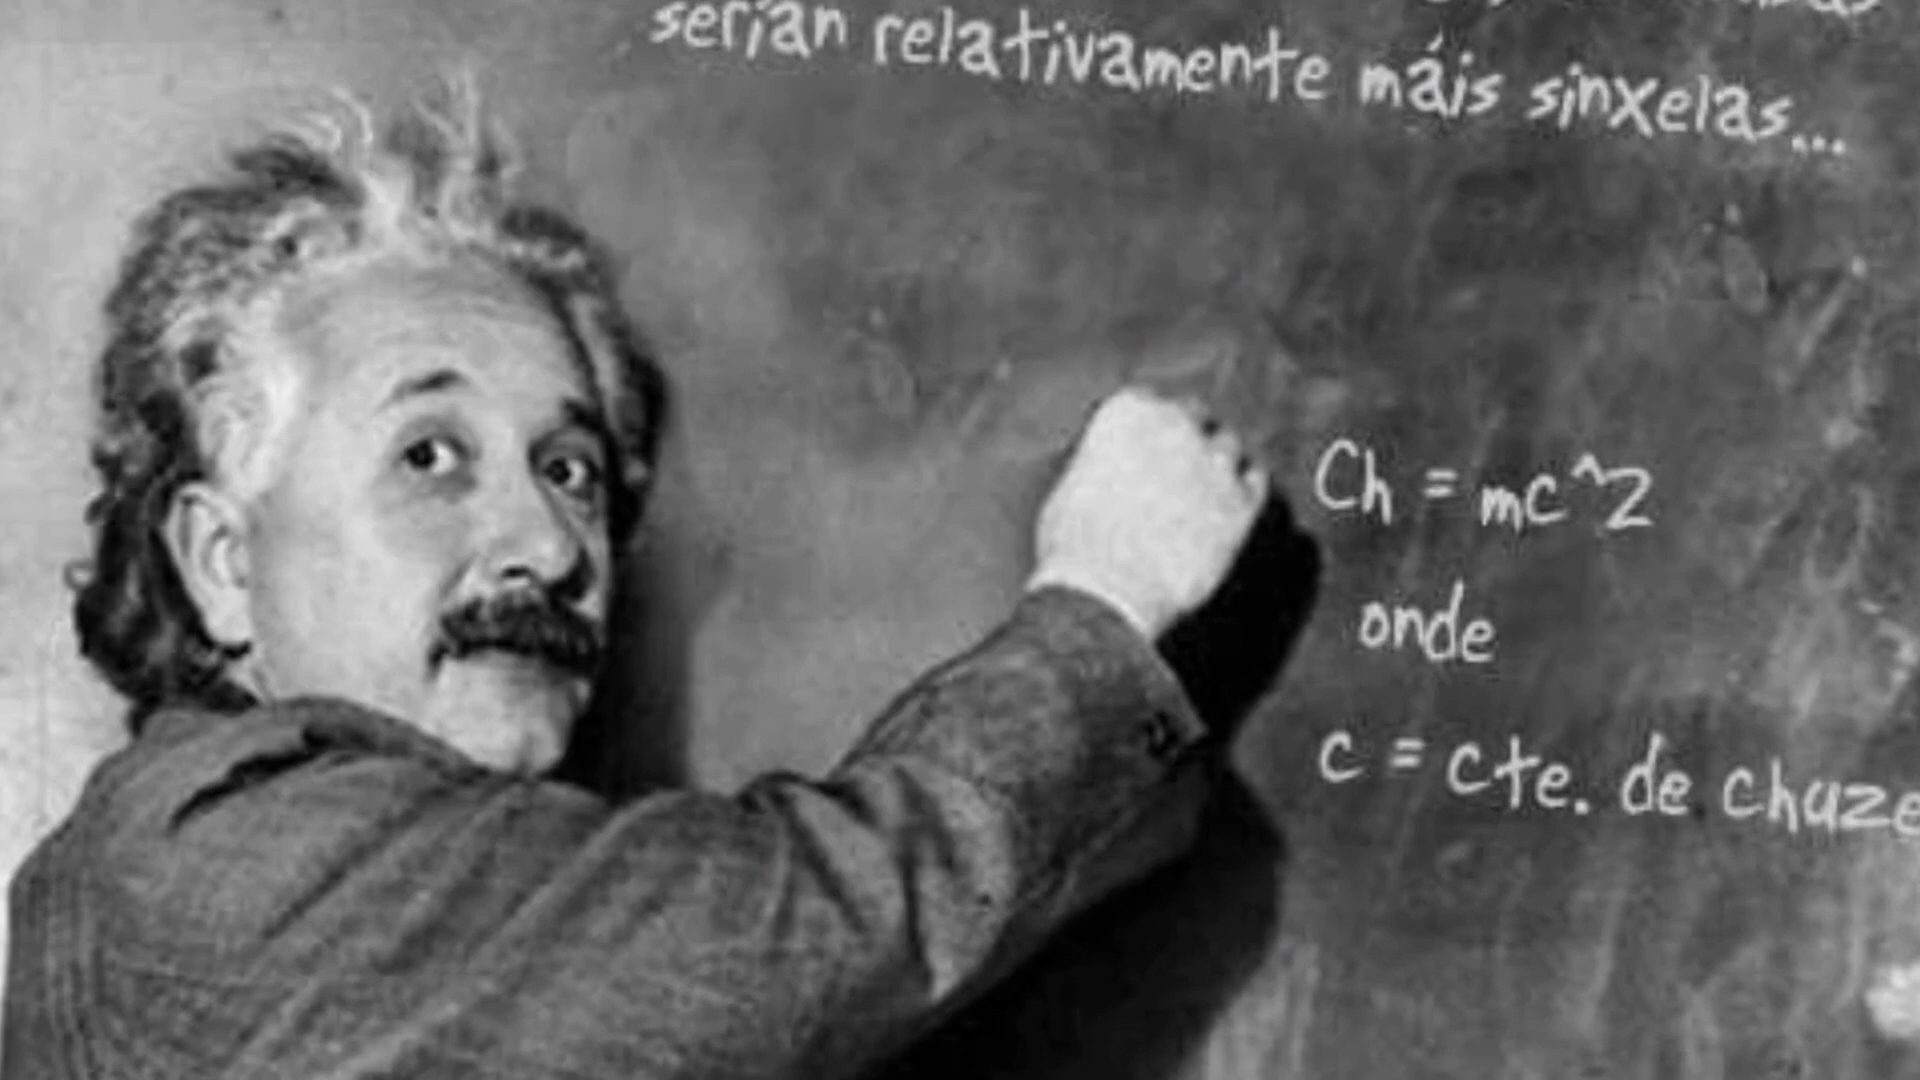 serían relativamente máis sinxelas...
Ch = mc^2
onde
c = cte. de chuze